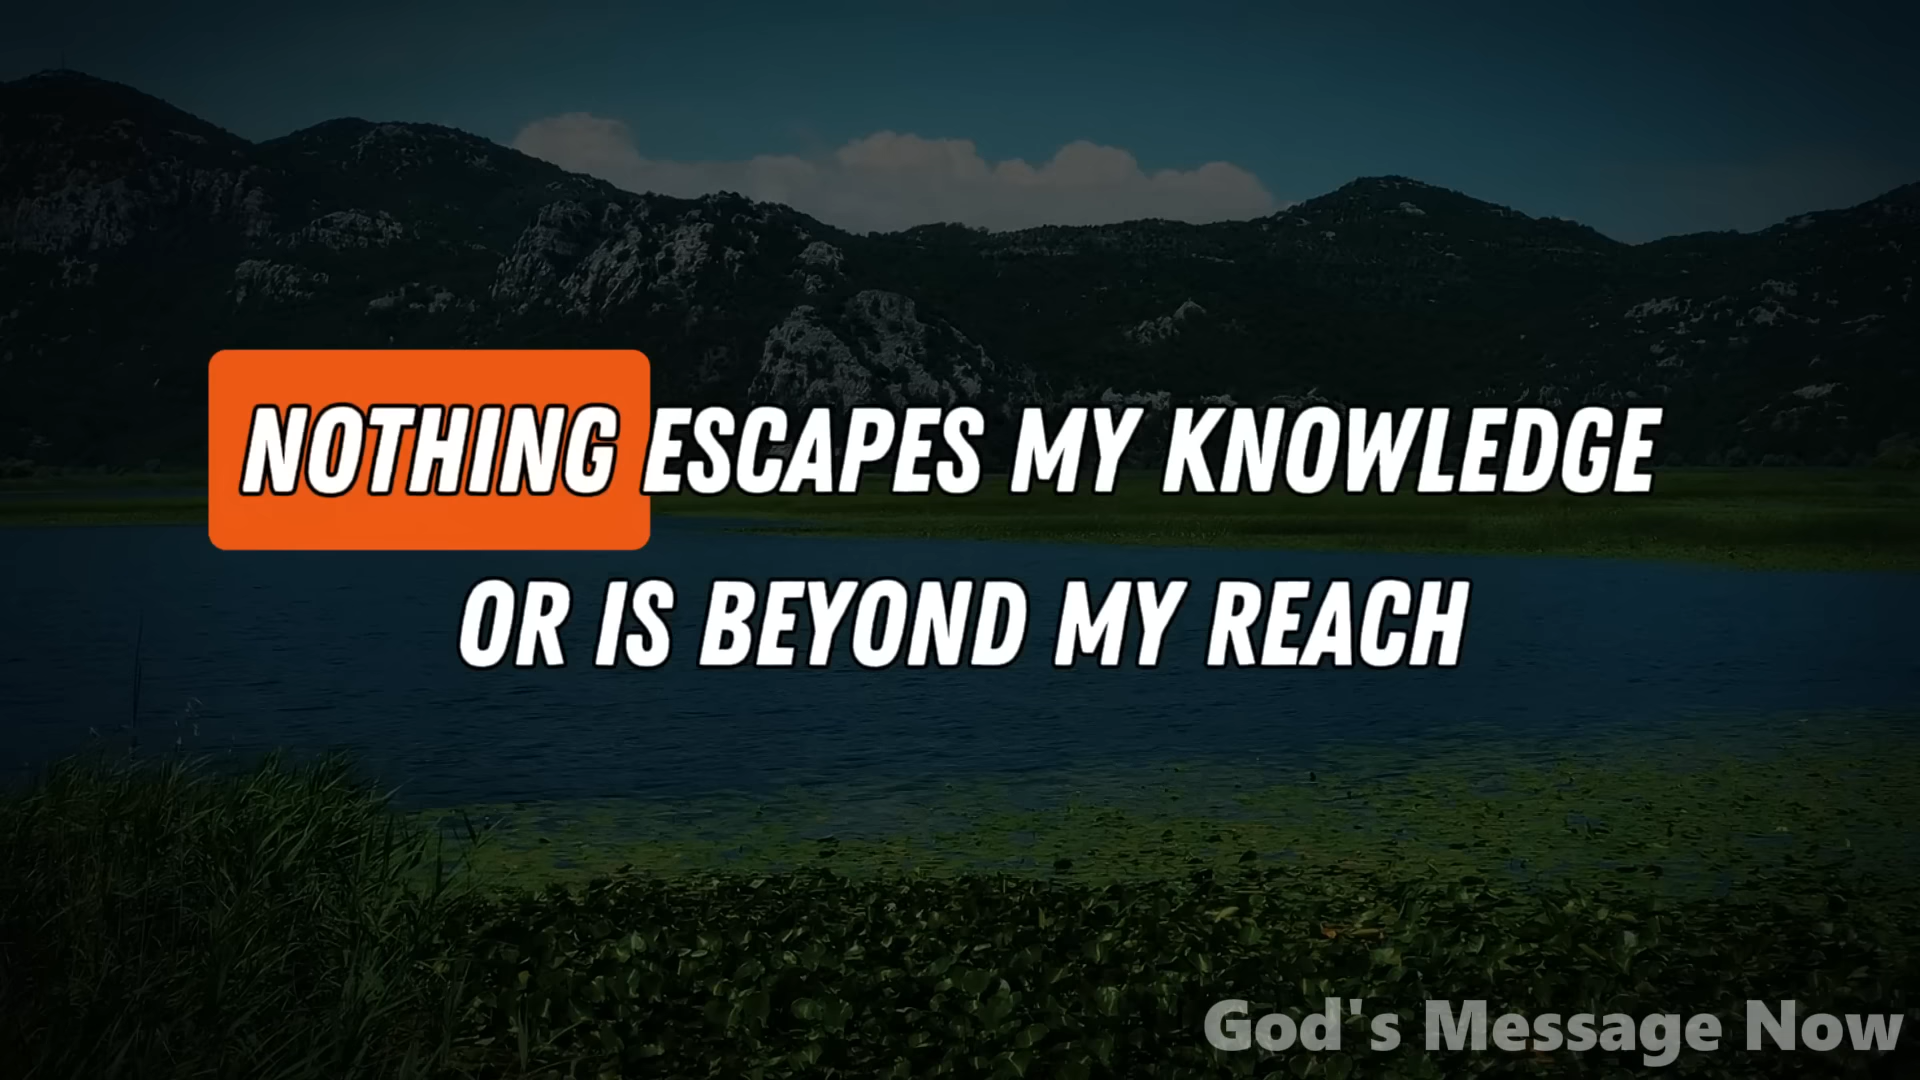 NOTHING ESCAPES MY KNOWLEDGE
OR IS BEYOND MY REACH
God's Message Now